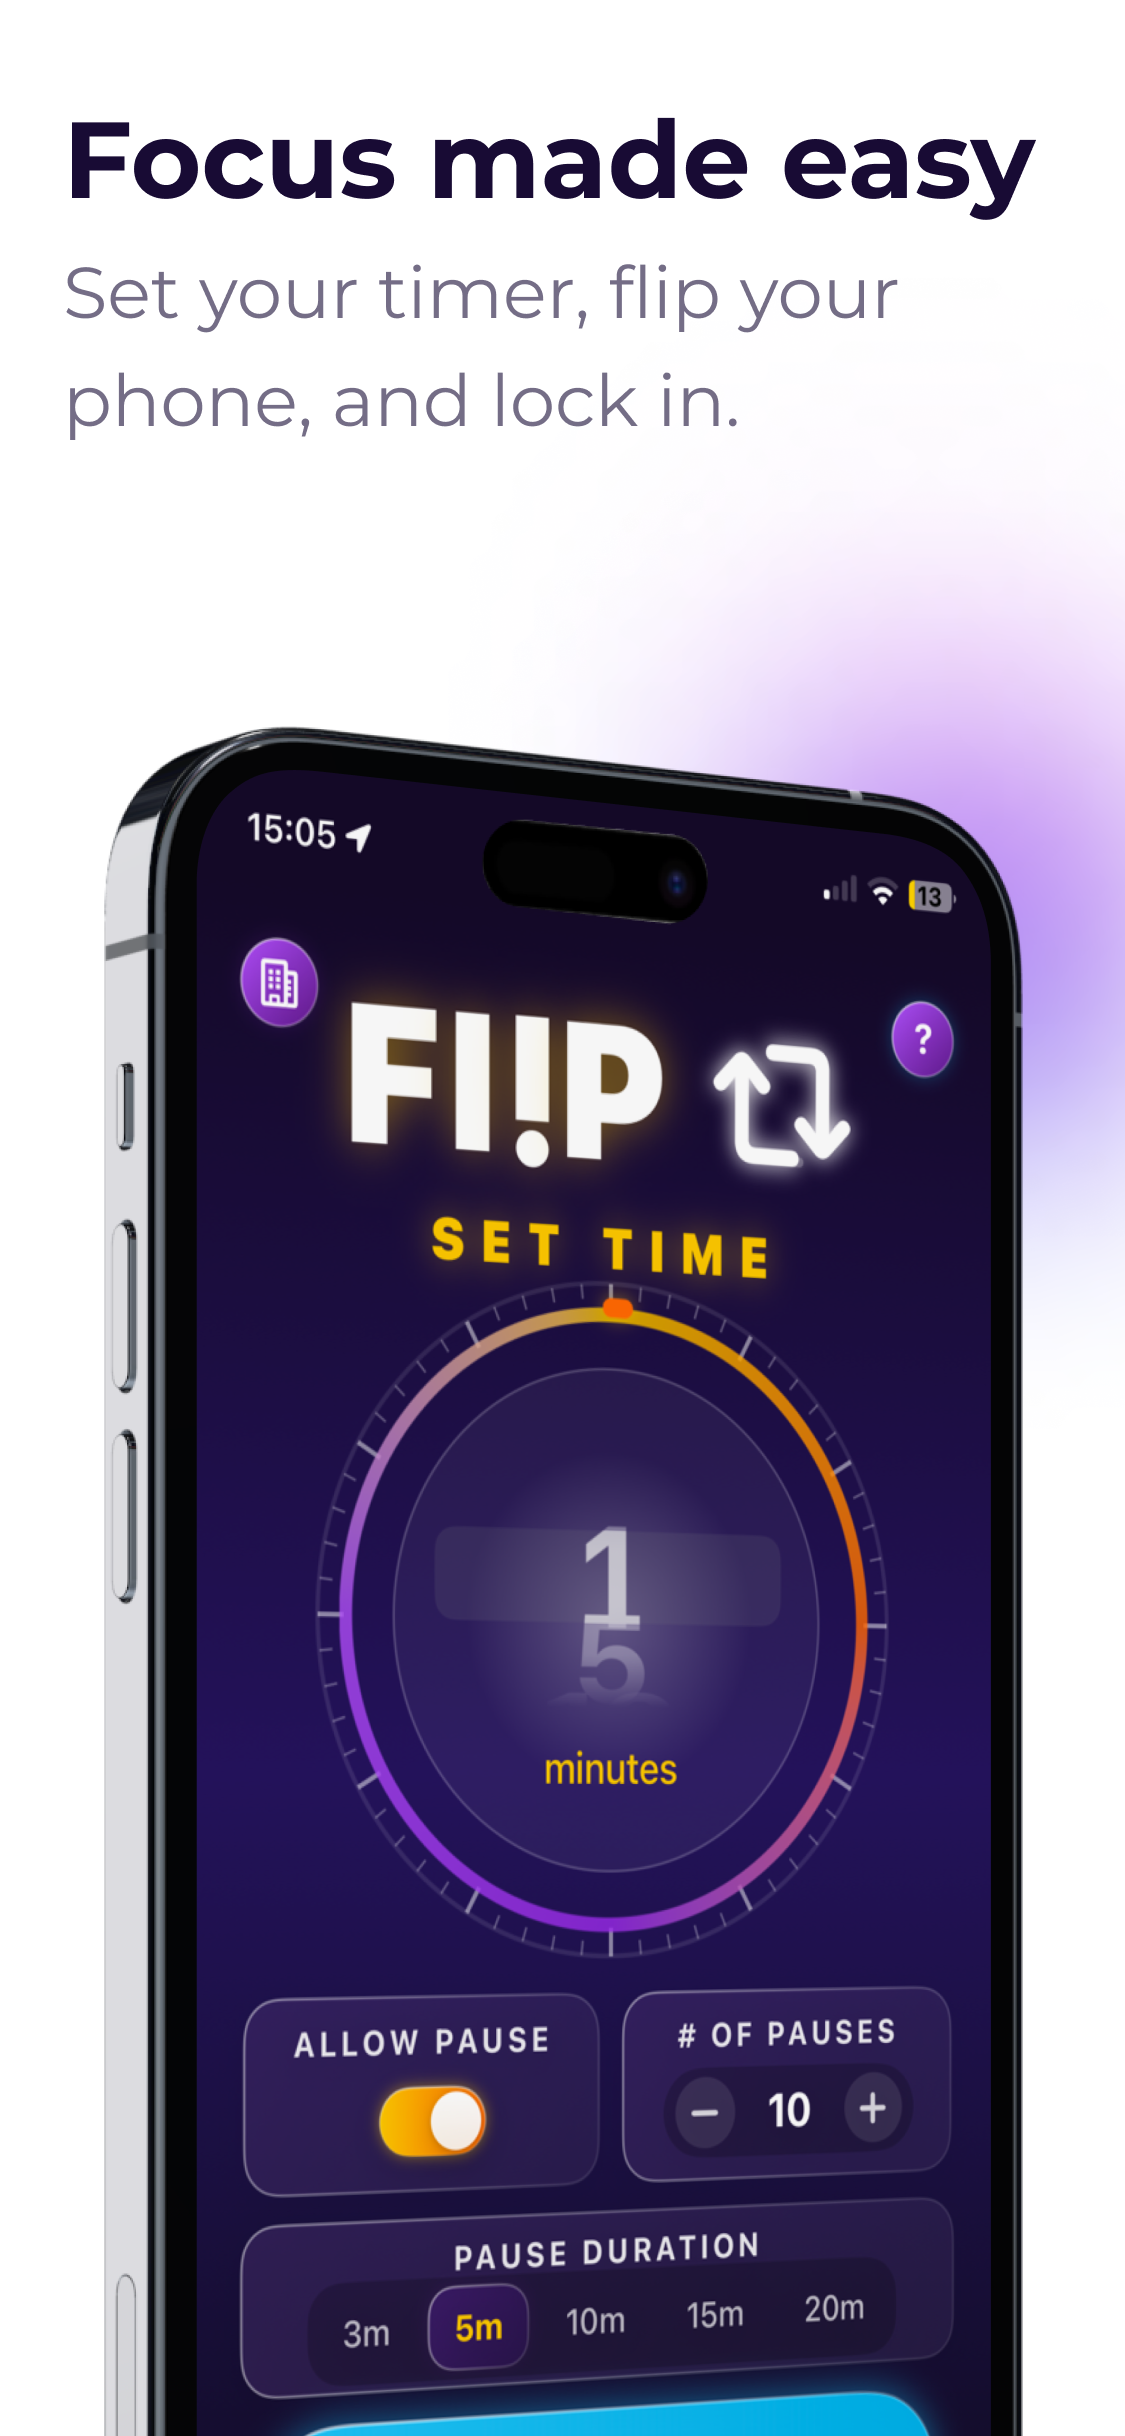 Focus made easy
Set your timer, flip your
phone, and lock in.
15:05
13
Fl!P
?
SET TIME
1
5
minutes
ALLOW PAUSE
# OF PAUSES
− 10 +
PAUSE DURATION
3m 5m 10m 15m 20m